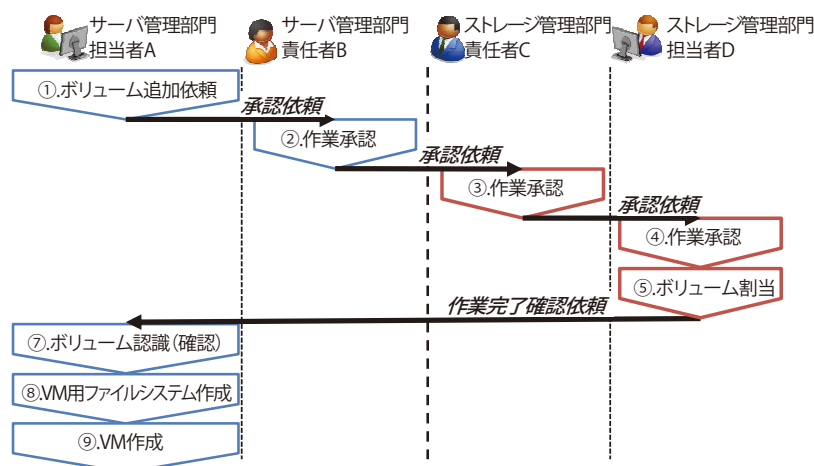 サーバ管理部門
担当者A
サーバ管理部門
責任者B
ストレージ管理部門
責任者C
ストレージ管理部門
担当者D
①.ボリューム追加依頼
承認依頼
②.作業承認
承認依頼
③.作業承認
承認依頼
④.作業承認
⑤.ボリューム割当
作業完了確認依頼
⑦.ボリューム認識(確認)
⑧.VM用ファイルシステム作成
⑨.VM作成